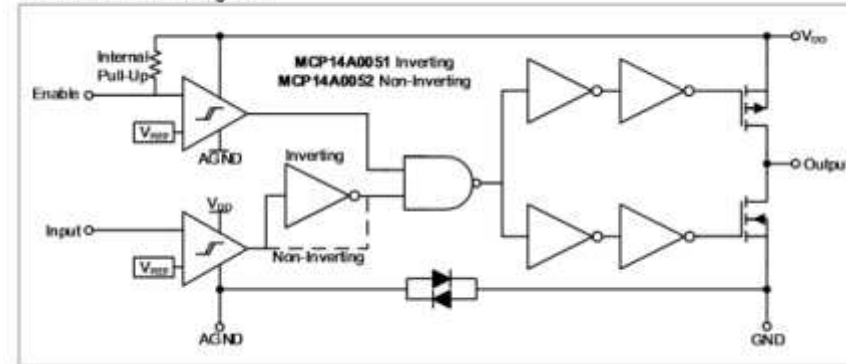 VDD
Internal
Pull-Up
MCP14A0051 Inverting
MCP14A0052 Non-Inverting
Enable
VREF
AGND
Inverting
Output
VDD
Input
VREF
Non-Inverting
AGND
GND